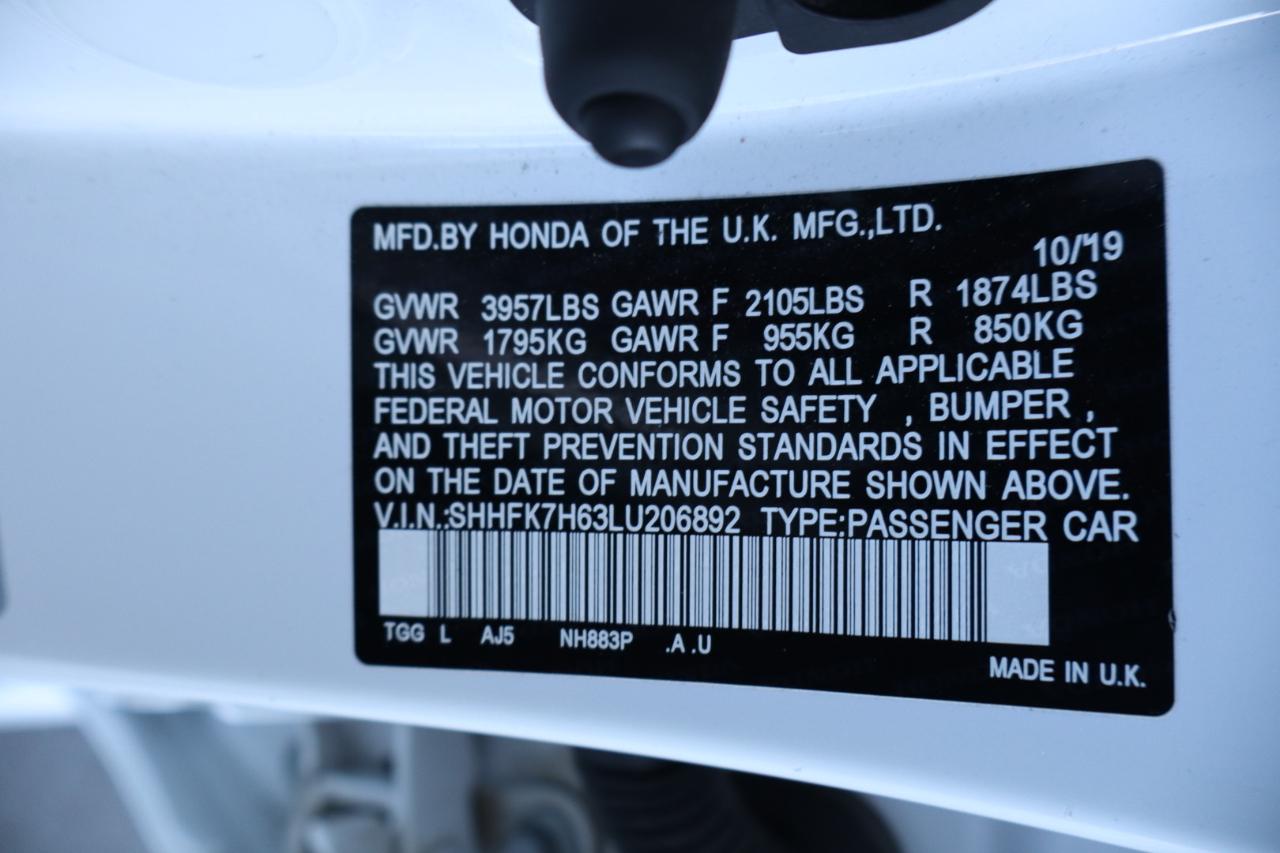 MFD.BY HONDA OF THE U.K. MFG.,LTD.
10/'19
GVWR 3957LBS GAWR F 2105LBS R 1874LBS
GVWR 1795KG GAWR F 955KG R 850KG
THIS VEHICLE CONFORMS TO ALL APPLICABLE
FEDERAL MOTOR VEHICLE SAFETY , BUMPER ,
AND THEFT PREVENTION STANDARDS IN EFFECT
ON THE DATE OF MANUFACTURE SHOWN ABOVE.
V.I.N.:SHHFK7H63LU206892 TYPE:PASSENGER CAR
TGG L AJ5 NH883P .A .U
MADE IN U.K.